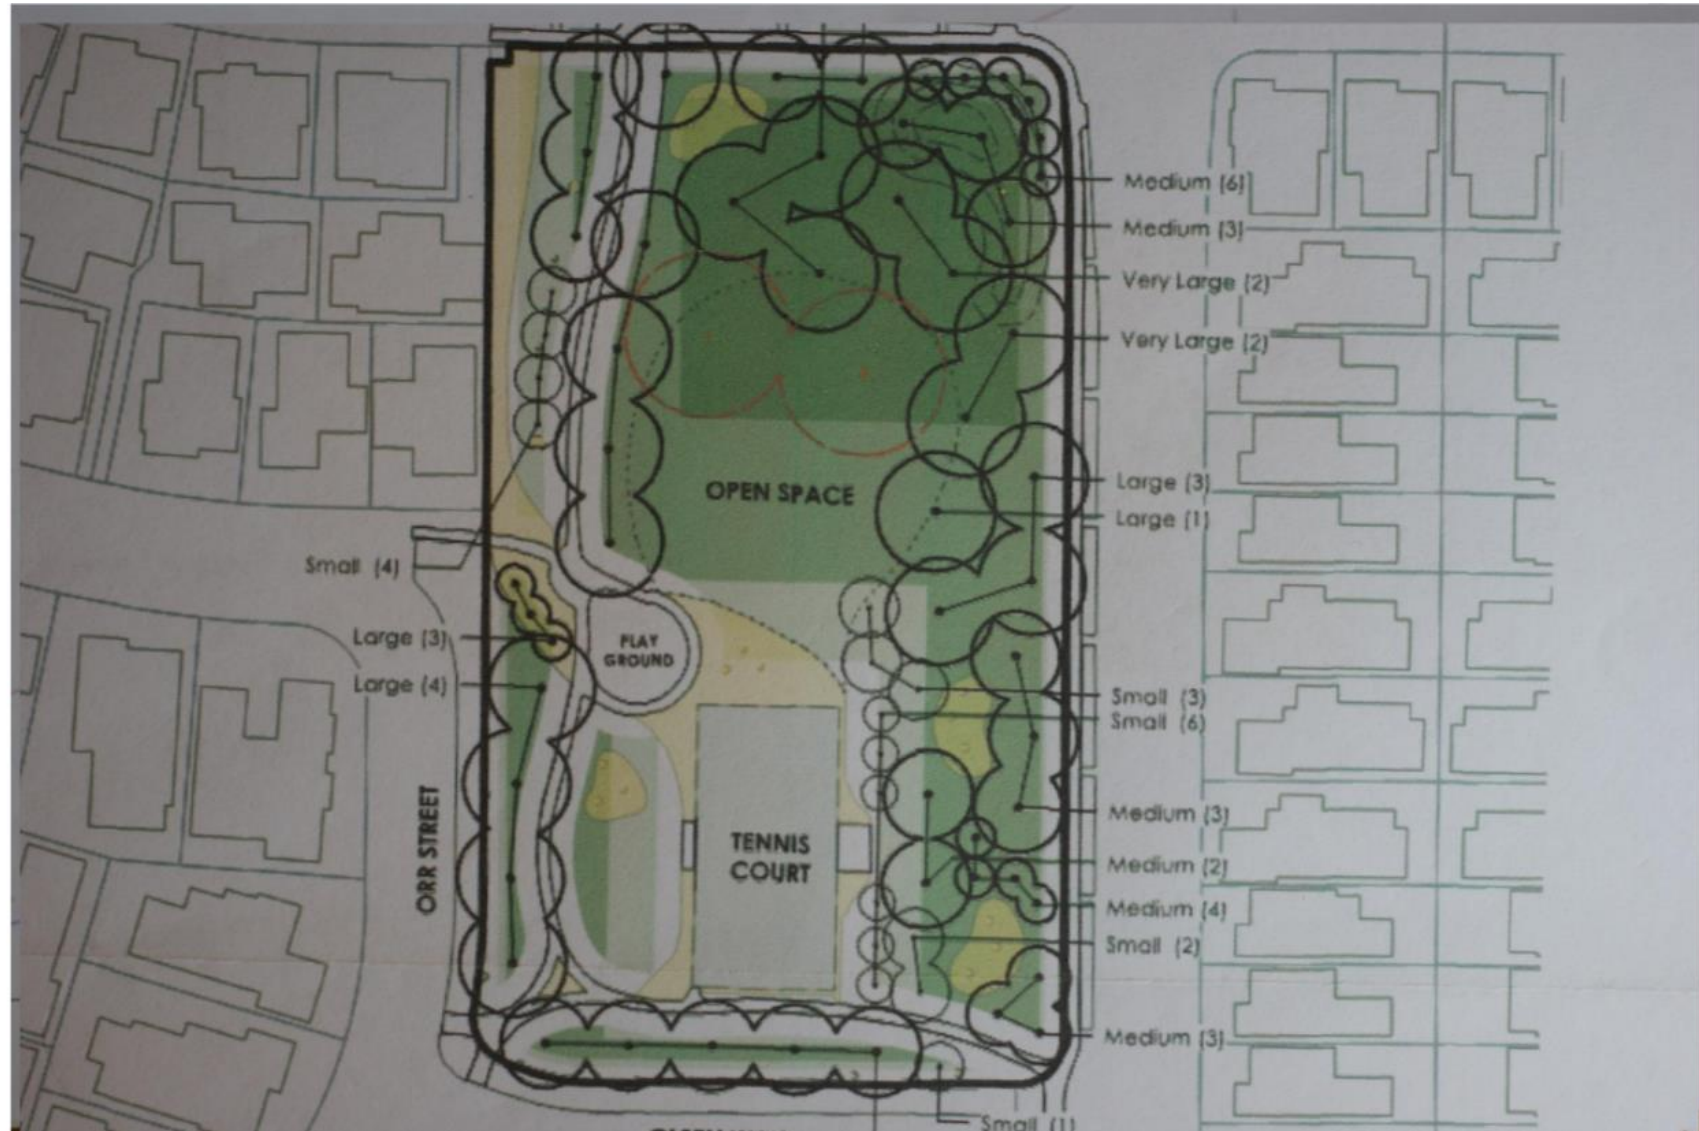 Medium (6)
Medium (3)
Very Large (2)
Very Large (2)
Large (3)
Large (1)
OPEN SPACE
Small (4)
Large (3)
Large (4)
PLAY
GROUND
Small (3)
Small (6)
ORR STREET
TENNIS
COURT
Medium (3)
Medium (2)
Medium (4)
Small (2)
Medium (3)
Small (1)